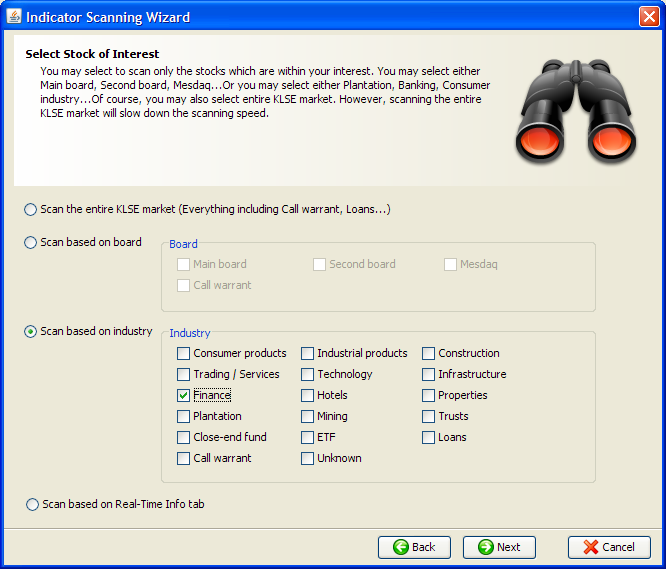 Indicator Scanning Wizard
Select Stock of Interest
You may select to scan only the stocks which are within your interest. You may select either
Main board, Second board, Mesdaq...Or you may select either Plantation, Banking, Consumer
industry...Of course, you may also select entire KLSE market. However, scanning the entire
KLSE market will slow down the scanning speed.
Scan the entire KLSE market (Everything including Call warrant, Loans...)
Scan based on board
Board
Main board Second board Mesdaq
Call warrant
Scan based on industry
Industry
Consumer products Industrial products Construction
Trading / Services Technology Infrastructure
Finance Hotels Properties
Plantation Mining Trusts
Close-end fund ETF Loans
Call warrant Unknown
Scan based on Real-Time Info tab
Back Next Cancel